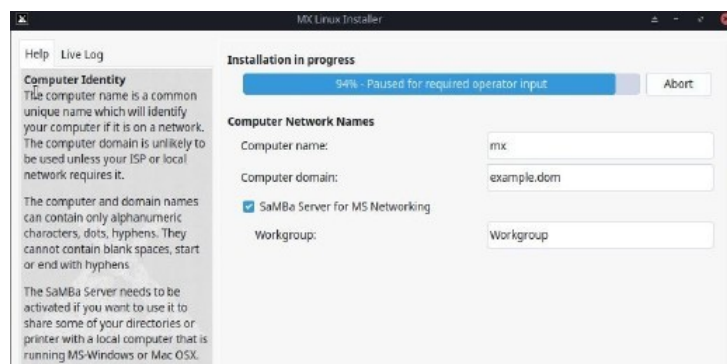 MX Linux Installer
Help Live Log
Computer Identity
The computer name is a common
unique name which will identify
your computer if it is on a network.
The computer domain is unlikely to
be used unless your ISP or local
network requires it.
The computer and domain names
can contain only alphanumeric
characters, dots, hyphens. They
cannot contain blank spaces, start
or end with hyphens
The SaMBa Server needs to be
activated if you want to use it to
share some of your directories or
printer with a local computer that is
running MS-Windows or Mac OSX.
Installation in progress
94% - Paused for required operator input
Abort
Computer Network Names
Computer name: mx
Computer domain: example.dom
SaMBa Server for MS Networking
Workgroup: Workgroup